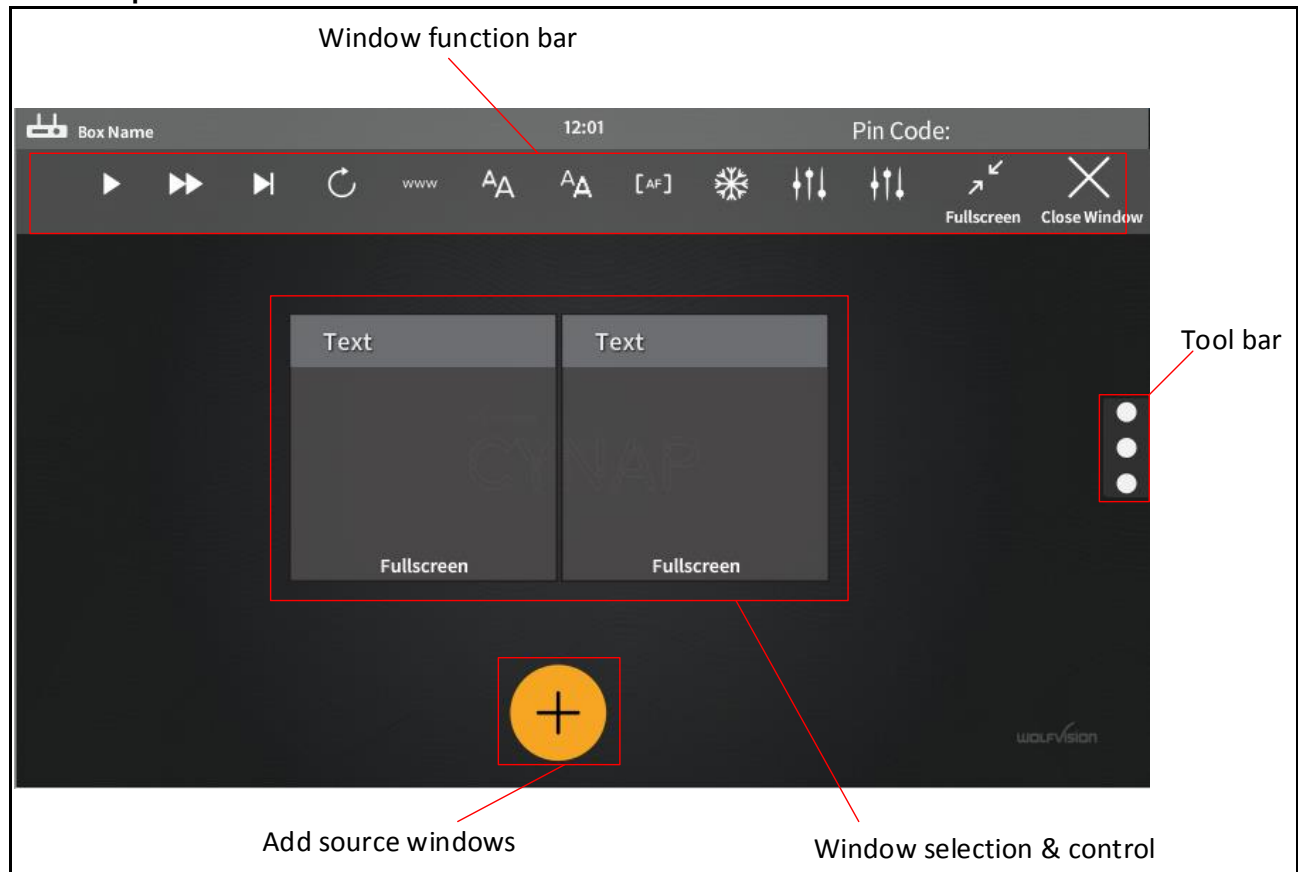 Window function bar
Box Name 12:01 Pin Code:
www AA AA [AF]
Fullscreen Close Window
Text Text
Tool bar
CYNAP
Fullscreen Fullscreen
wolfvision
Add source windows
Window selection & control